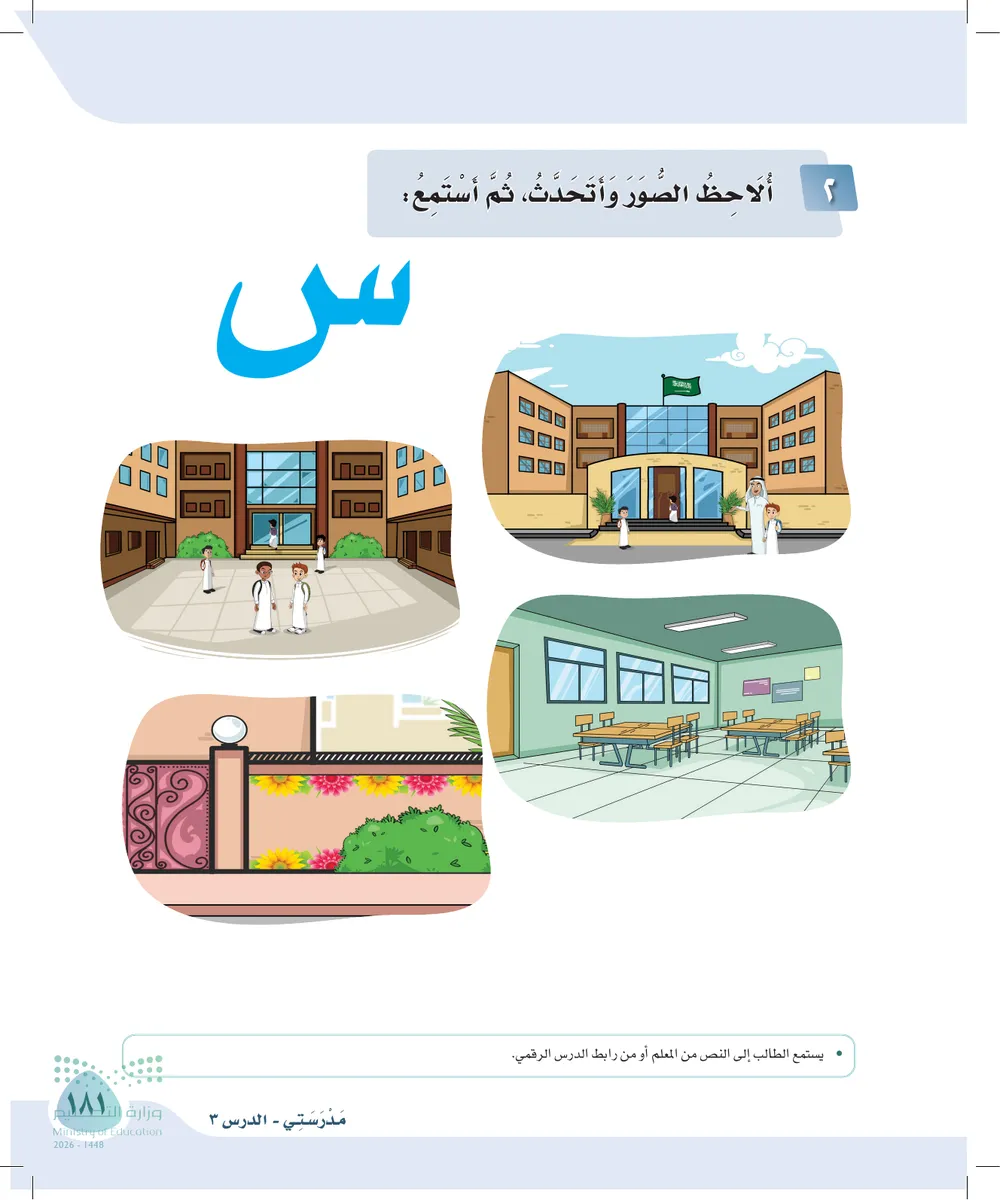 ٢
أُلَاحِظُ الصُّوَرَ وَأَتَحَدَّثُ، ثُمَّ أَسْتَمِعُ:
س
• يستمع الطالب إلى النص من المعلم أو من رابط الدرس الرقمي.
مَدْرَسَتِي - الدرس ٣
١٨١
وزارة التعليم
Ministry of Education
2026 - 1448